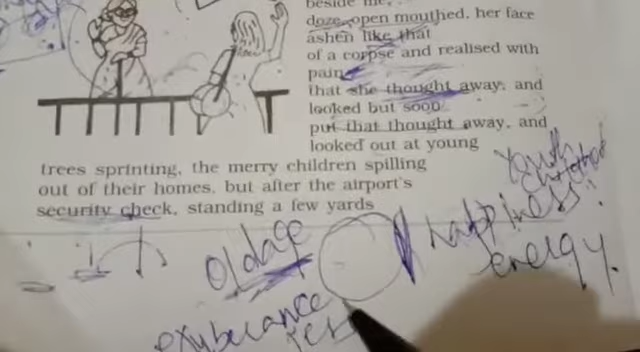 beside me,
doze, open mouthed, her face
ashen like that
of a corpse and realised with
pain
that she thought away, and
looked but soon
put that thought away, and
looked out at young
trees sprinting, the merry children spilling
out of their homes, but after the airport's
security check, standing a few yards
Youth
old age
happiness
energy.
exuberance